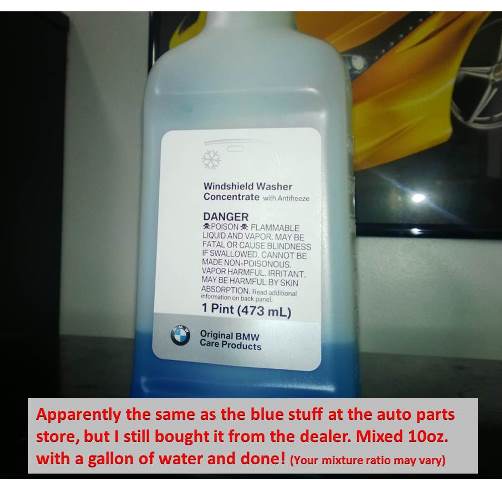 Windshield Washer
Concentrate with Antifreeze
DANGER
☠POISON☠ FLAMMABLE
LIQUID AND VAPOR. MAY BE
FATAL OR CAUSE BLINDNESS
IF SWALLOWED. CANNOT BE
MADE NON-POISONOUS.
VAPOR HARMFUL. IRRITANT.
MAY BE HARMFUL BY SKIN
ABSORPTION. Read additional
information on back panel.
1 Pint (473 mL)
Original BMW
Care Products
Apparently the same as the blue stuff at the auto parts
store, but I still bought it from the dealer. Mixed 10oz.
with a gallon of water and done! (Your mixture ratio may vary)